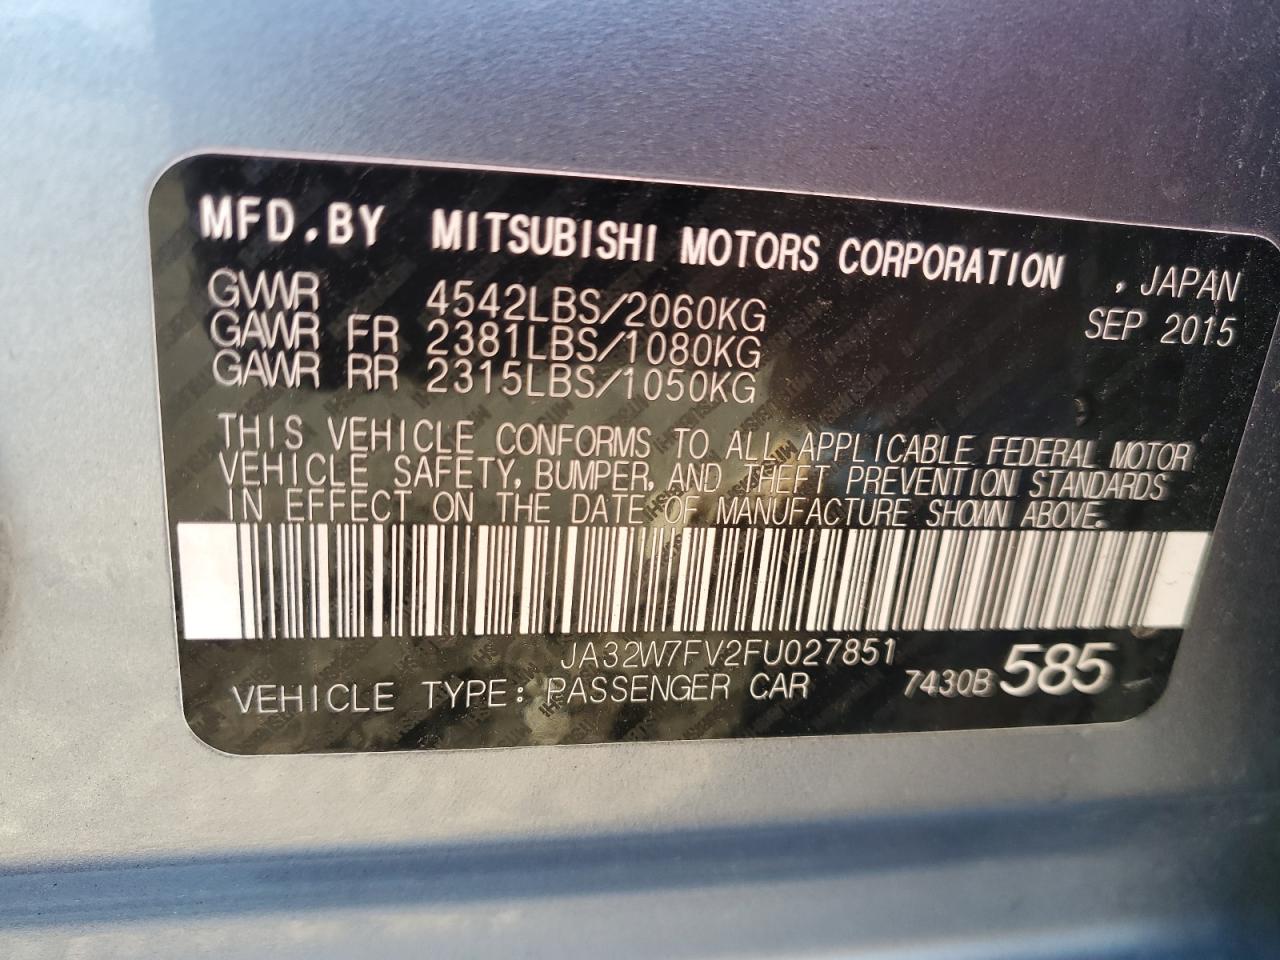 MFD.BY MITSUBISHI MOTORS CORPORATION , JAPAN
GVWR 4542LBS/2060KG SEP 2015
GAWR FR 2381LBS/1080KG
GAWR RR 2315LBS/1050KG
THIS VEHICLE CONFORMS TO ALL APPLICABLE FEDERAL MOTOR
VEHICLE SAFETY, BUMPER, AND THEFT PREVENTION STANDARDS
IN EFFECT ON THE DATE OF MANUFACTURE SHOWN ABOVE.
JA32W7FV2FU027851
VEHICLE TYPE: PASSENGER CAR 7430B585